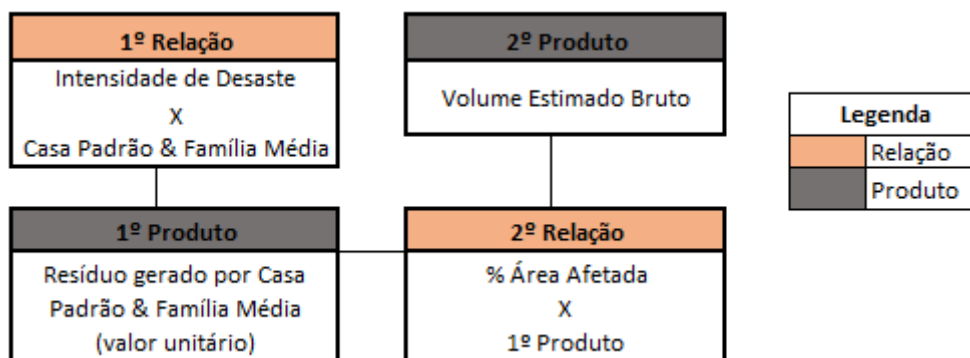 1º Relação
Intensidade de Desaste
X
Casa Padrão & Família Média
2º Produto
Volume Estimado Bruto
Legenda
Relação
Produto
1º Produto
Resíduo gerado por Casa
Padrão & Família Média
(valor unitário)
2º Relação
% Área Afetada
X
1º Produto